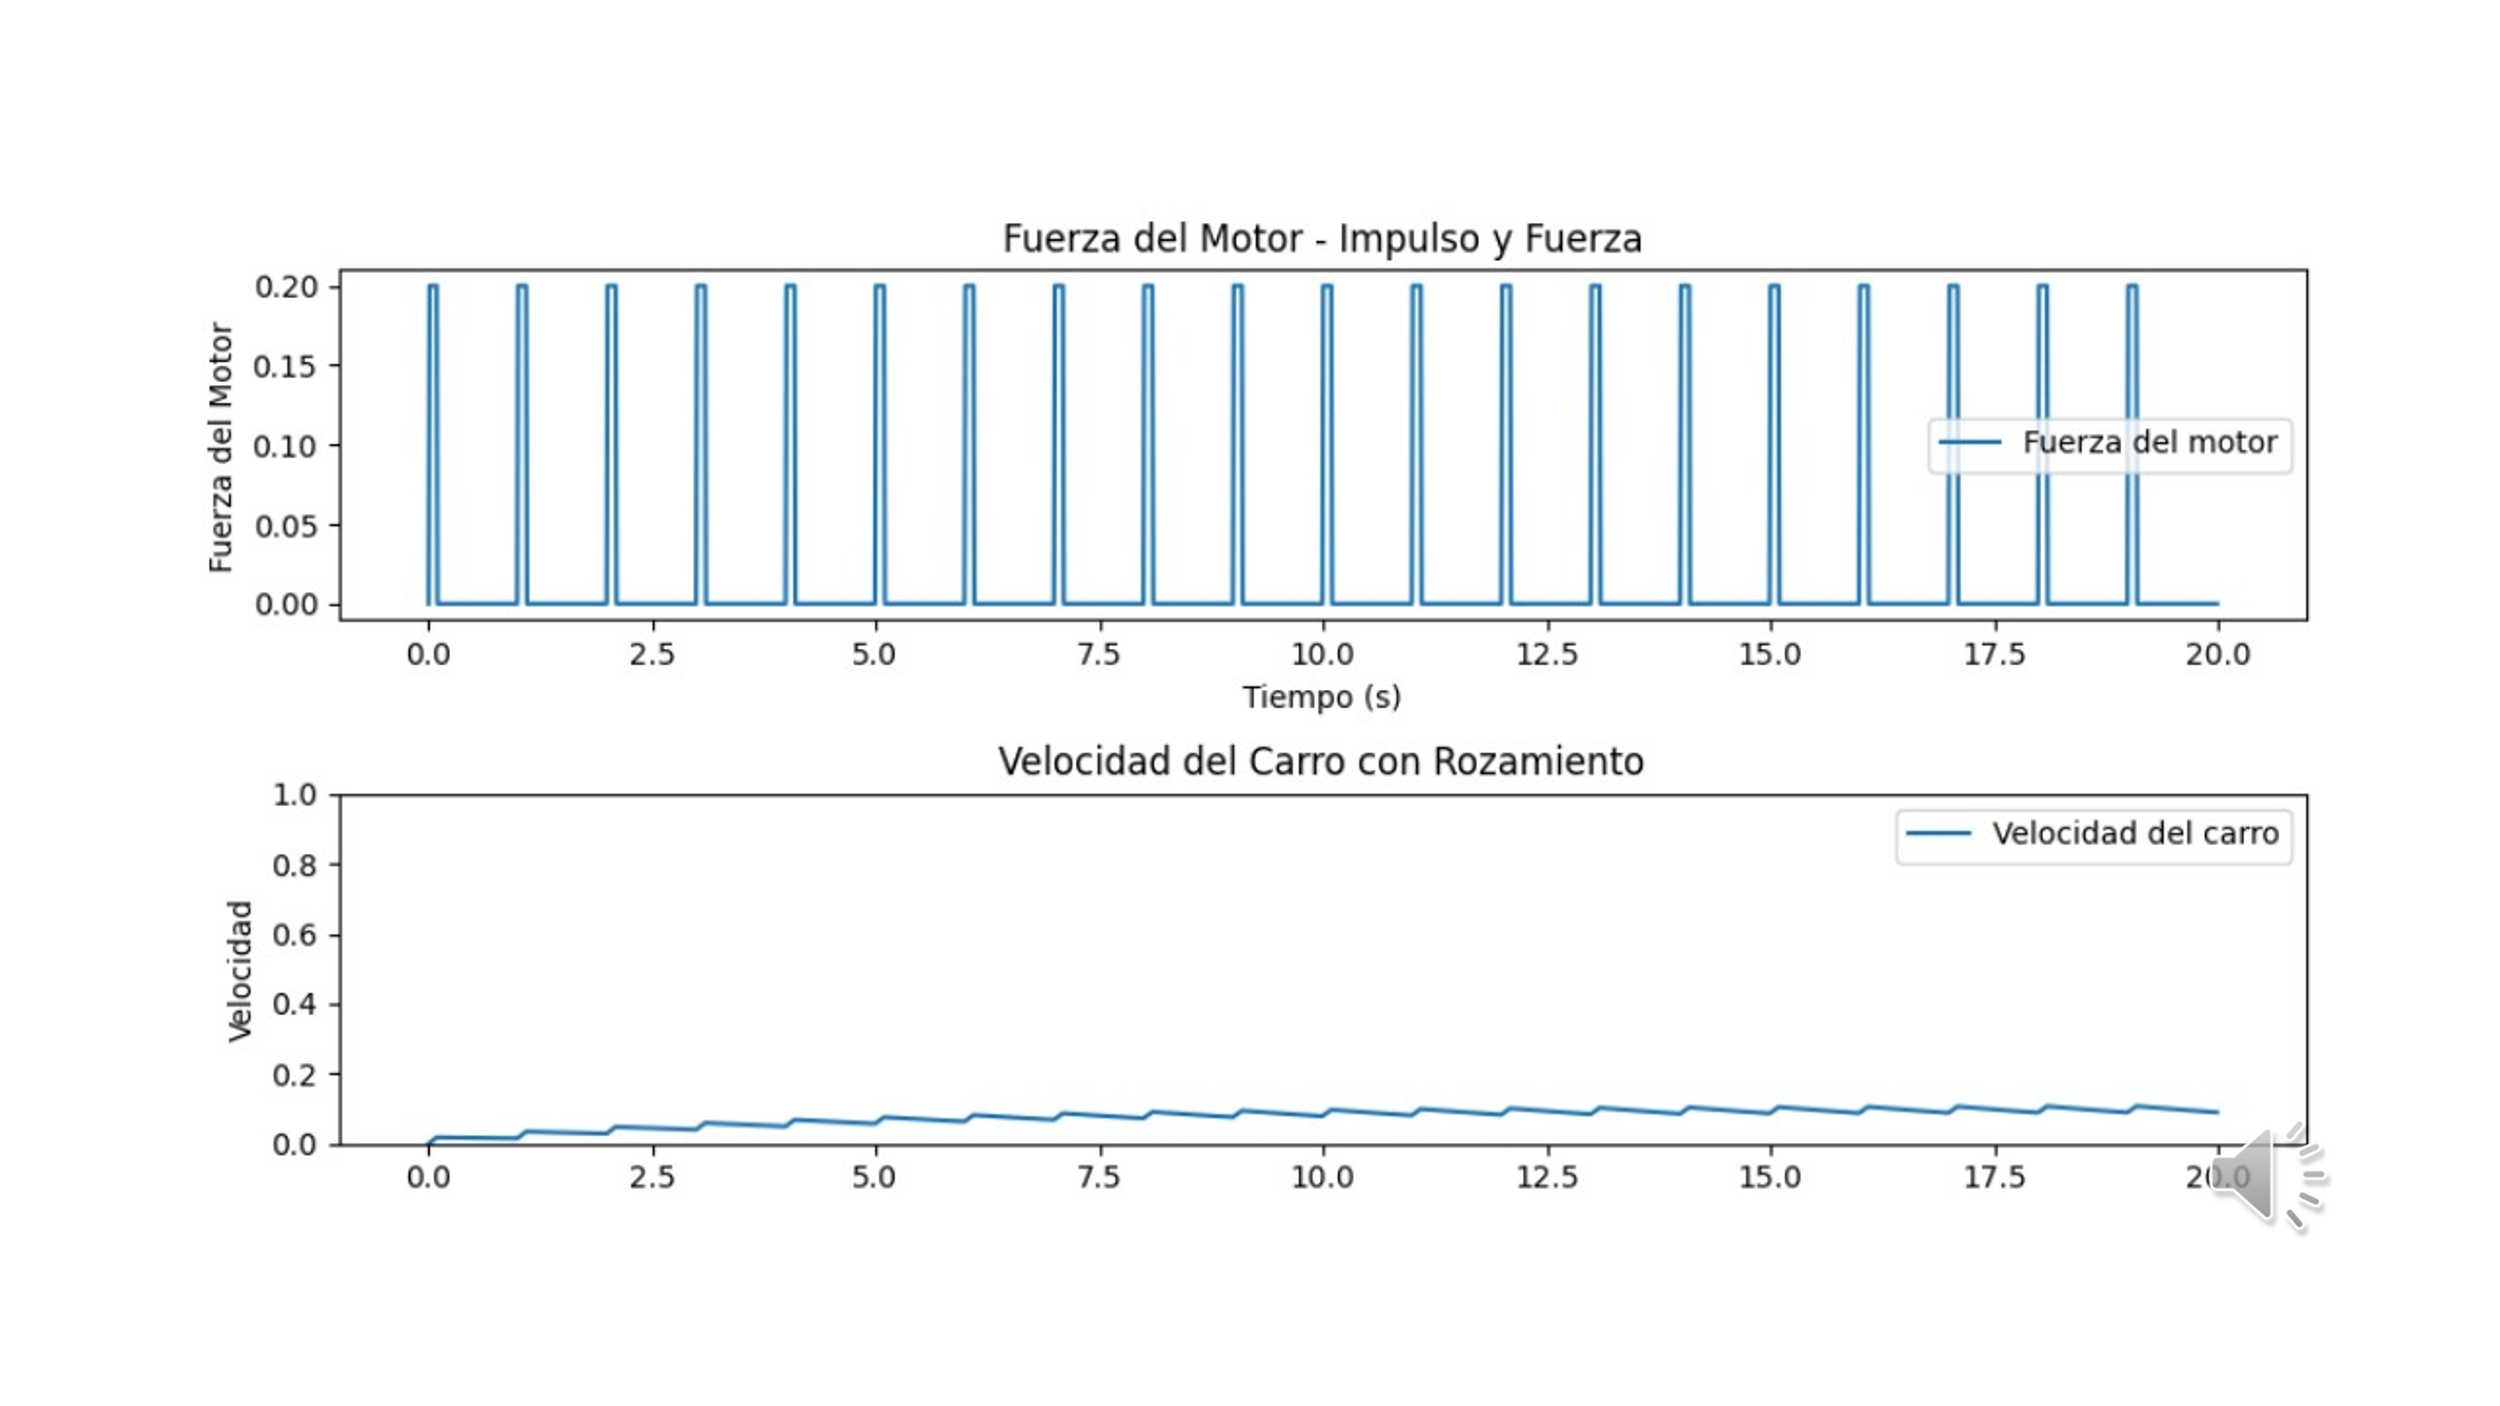 Fuerza del Motor - Impulso y Fuerza
Fuerza del Motor
0.20
0.15
0.10
0.05
0.00
Fuerza del motor
0.0 2.5 5.0 7.5 10.0 12.5 15.0 17.5 20.0
Tiempo (s)
Velocidad del Carro con Rozamiento
Velocidad
1.0
0.8
0.6
0.4
0.2
0.0
Velocidad del carro
0.0 2.5 5.0 7.5 10.0 12.5 15.0 17.5 20.0